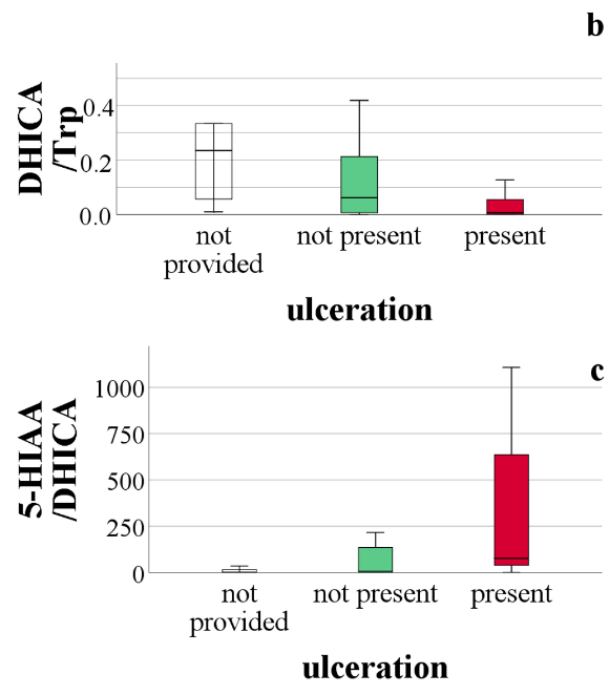 b
DHICA
/Trp
0.4
0.2
0.0
not
provided
not present
present
ulceration
c
5-HIAA
/DHICA
1000
750
500
250
0
not
provided
not present
present
ulceration